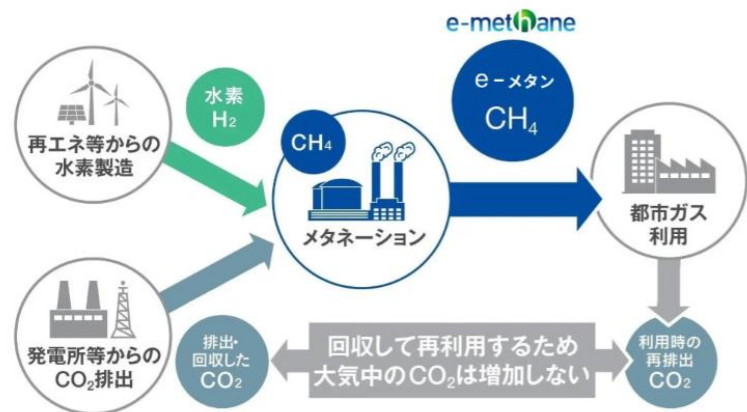 e-methane
e－メタン
CH₄
水素
H₂
再エネ等からの
水素製造
CH₄
メタネーション
都市ガス
利用
発電所等からの
CO₂排出
排出・
回収した
CO₂
回収して再利用するため
大気中のCO₂は増加しない
利用時の
再排出
CO₂